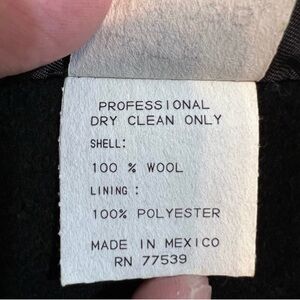 PROFESSIONAL
DRY CLEAN ONLY
SHELL:
100 % WOOL
LINING :
100% POLYESTER
MADE IN MEXICO
RN 77539